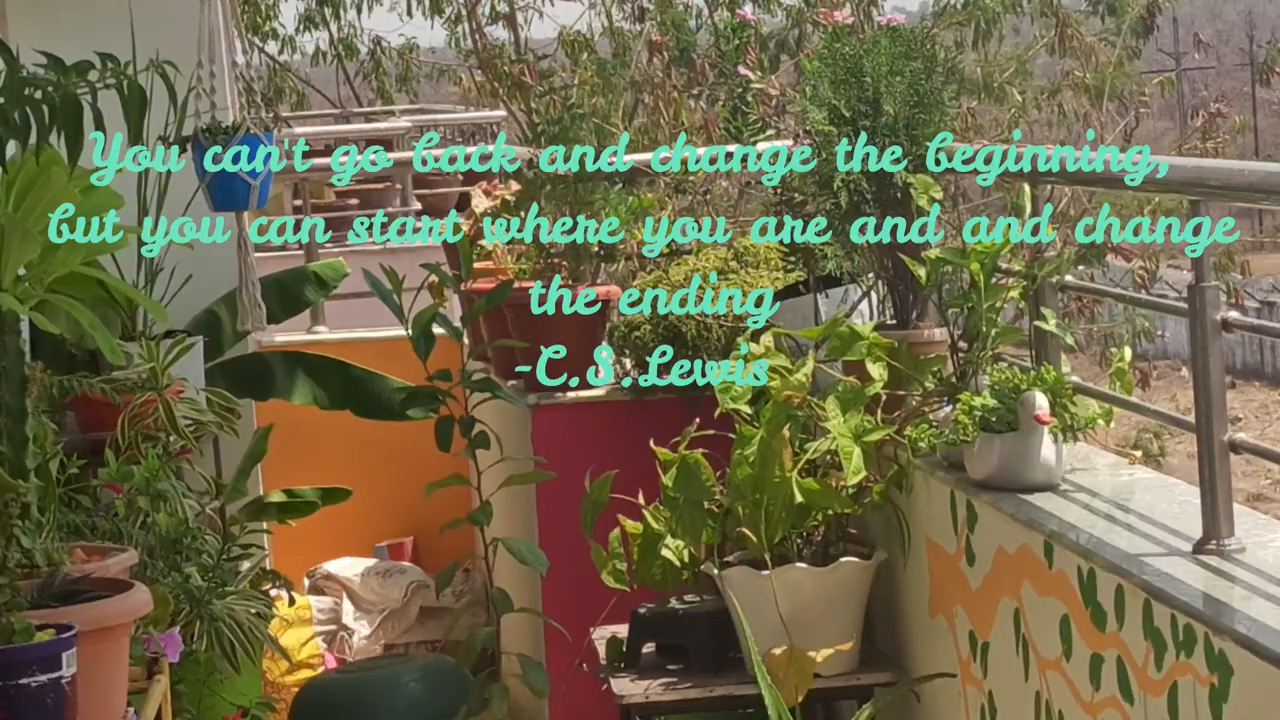 You can't go back and change the beginning,
but you can start where you are and and change
the ending
-C.S.Lewis